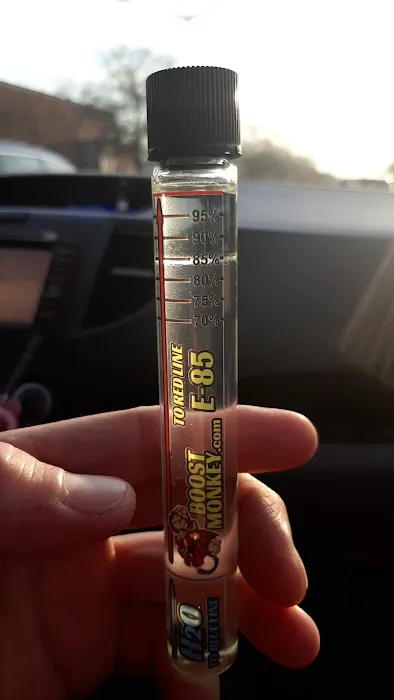 95%
90%
85%
80%
75%
70%
TO RED LINE
E-85
BOOST
MONKEY.com
H2O
TO BLUE LINE